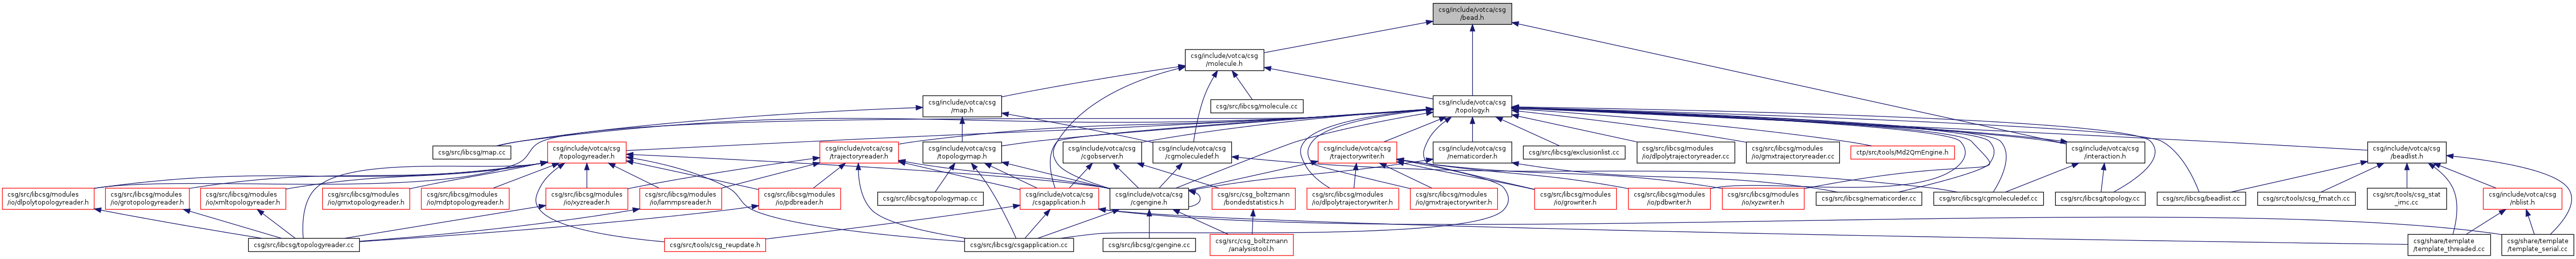 csg/include/votca/csg
/bead.h
csg/include/votca/csg
/molecule.h
csg/include/votca/csg
/map.h
csg/src/libcsg/molecule.cc
csg/include/votca/csg
/topology.h
csg/src/libcsg/map.cc
csg/include/votca/csg
/topologyreader.h
csg/include/votca/csg
/trajectoryreader.h
csg/include/votca/csg
/topologymap.h
csg/include/votca/csg
/cgobserver.h
csg/include/votca/csg
/cgmoleculedef.h
csg/include/votca/csg
/trajectorywriter.h
csg/include/votca/csg
/nematicorder.h
csg/src/libcsg/exclusionlist.cc
csg/src/libcsg/modules
/io/dlpolytrajectoryreader.cc
csg/src/libcsg/modules
/io/gmxtrajectoryreader.cc
ctp/src/tools/Md2QmEngine.h
csg/include/votca/csg
/interaction.h
csg/include/votca/csg
/beadlist.h
csg/src/libcsg/modules
/io/dlpolytopologyreader.h
csg/src/libcsg/modules
/io/grotopologyreader.h
csg/src/libcsg/modules
/io/xmltopologyreader.h
csg/src/libcsg/modules
/io/gmxtopologyreader.h
csg/src/libcsg/modules
/io/mdptopologyreader.h
csg/src/libcsg/modules
/io/xyzreader.h
csg/src/libcsg/modules
/io/lammpsreader.h
csg/src/libcsg/modules
/io/pdbreader.h
csg/src/libcsg/topologymap.cc
csg/include/votca/csg
/csgapplication.h
csg/include/votca/csg
/cgengine.h
csg/src/csg_boltzmann
/bondedstatistics.h
csg/src/libcsg/modules
/io/dlpolytrajectorywriter.h
csg/src/libcsg/modules
/io/gmxtrajectorywriter.h
csg/src/libcsg/modules
/io/growriter.h
csg/src/libcsg/modules
/io/pdbwriter.h
csg/src/libcsg/modules
/io/xyzwriter.h
csg/src/libcsg/nematicorder.cc
csg/src/libcsg/cgmoleculedef.cc
csg/src/libcsg/topology.cc
csg/src/libcsg/beadlist.cc
csg/src/tools/csg_fmatch.cc
csg/src/tools/csg_stat
_imc.cc
csg/include/votca/csg
/nblist.h
csg/src/libcsg/topologyreader.cc
csg/src/tools/csg_reupdate.h
csg/src/libcsg/csgapplication.cc
csg/src/libcsg/cgengine.cc
csg/src/csg_boltzmann
/analysistool.h
csg/share/template
/template_threaded.cc
csg/share/template
/template_serial.cc